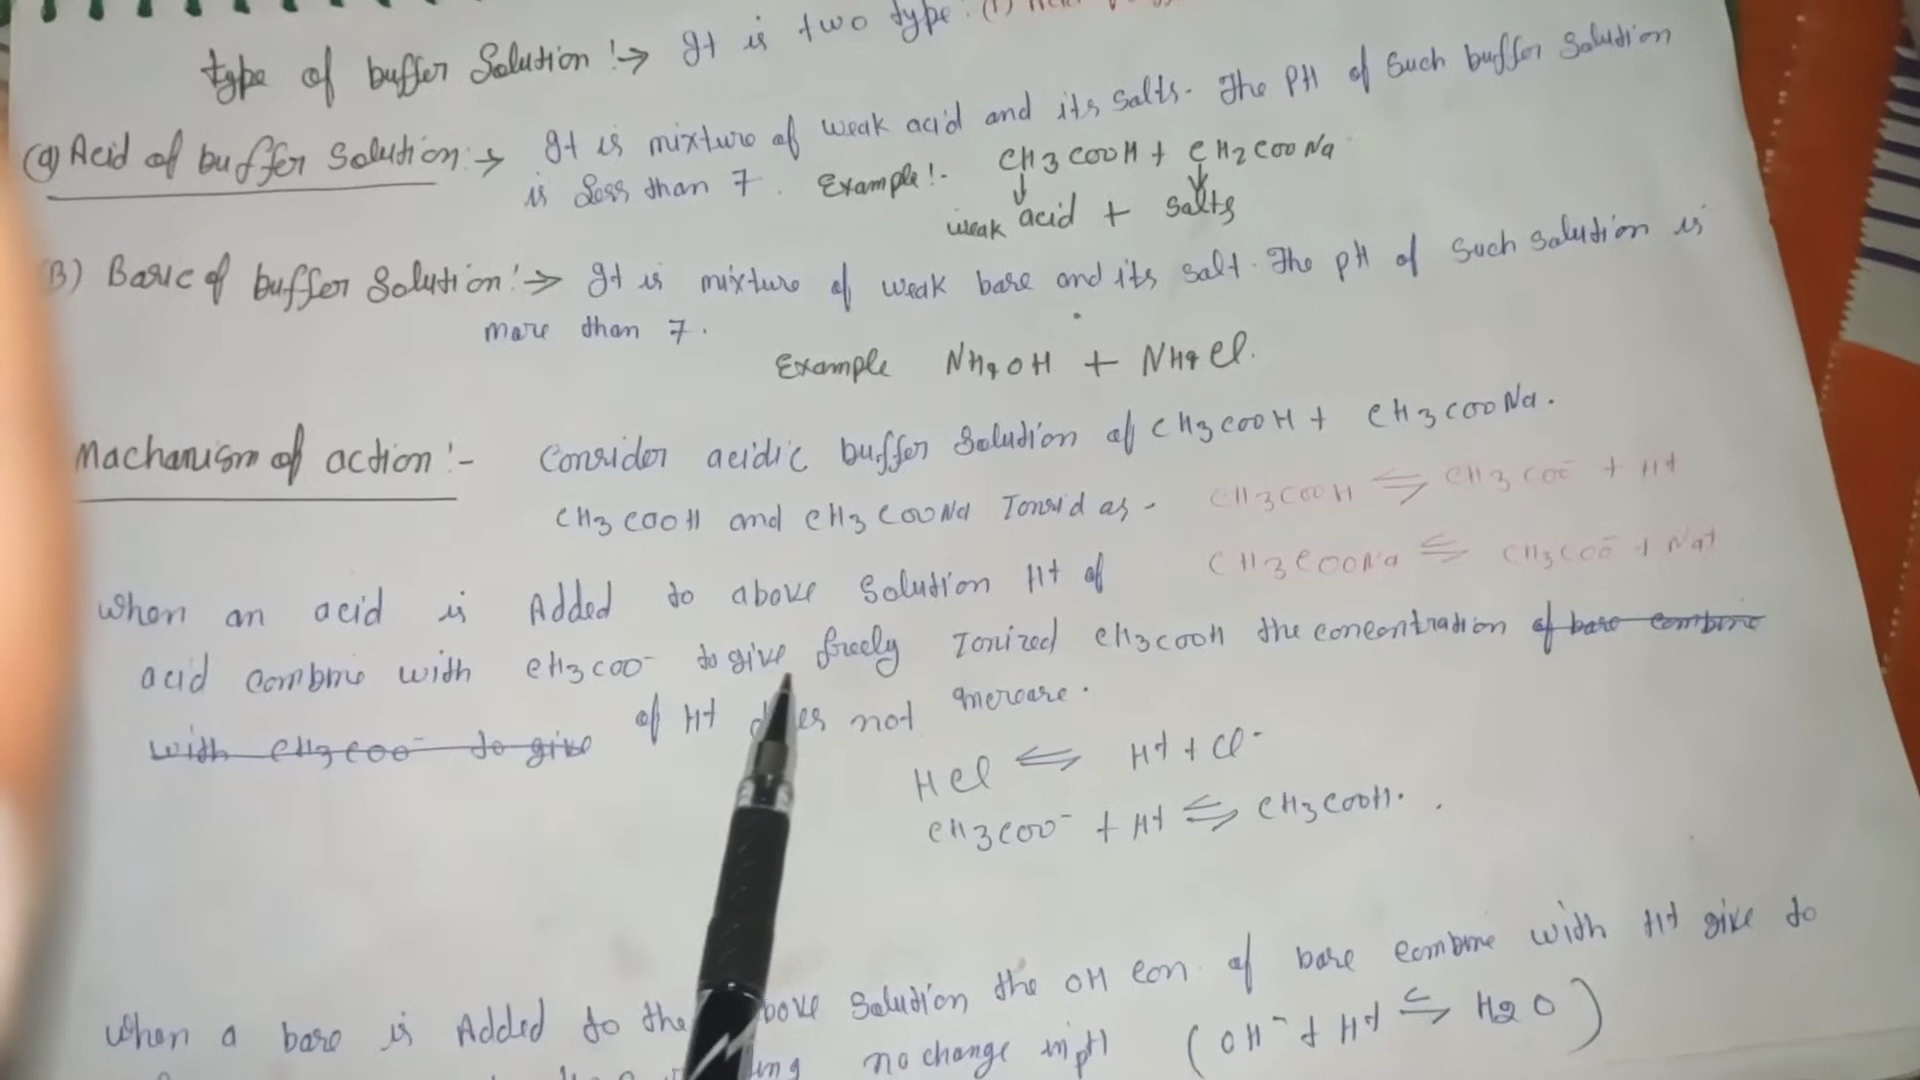 type of buffer Solution :→ It is two type. (1)
(a) Acid of buffer Solution :→ It is mixture of weak acid and its Salts. The PH of Such buffer Solution
is Less than 7. Example :- CH3COOH + CH2COONa
weak acid + Salts
B) Basic of buffer Solution :→ It is mixture of weak base and its salt. The pH of Such solution is
more than 7.
Example NH4OH + NH4Cl.
Machanism of action :- Consider acidic buffer Solution of CH3COOH + CH3COONa.
CH3COOH and CH3COONa as - CH3COOH ⇌ CH3COO- + H+
CH3COONa ⇌ CH3COO- + Na+
When an acid is Added to above Solution H+ of
acid combine with CH3COO- to give freely Ionized CH3COOH the concentration of base combine
with CH3COO- to give of H+ does not increase.
HCl ⇌ H+ + Cl-
CH3COO- + H+ ⇌ CH3COOH.
When a base is Added to the above Solution the OH of base combine with H+ give to
no change in pH (OH- + H+ ⇌ H2O)